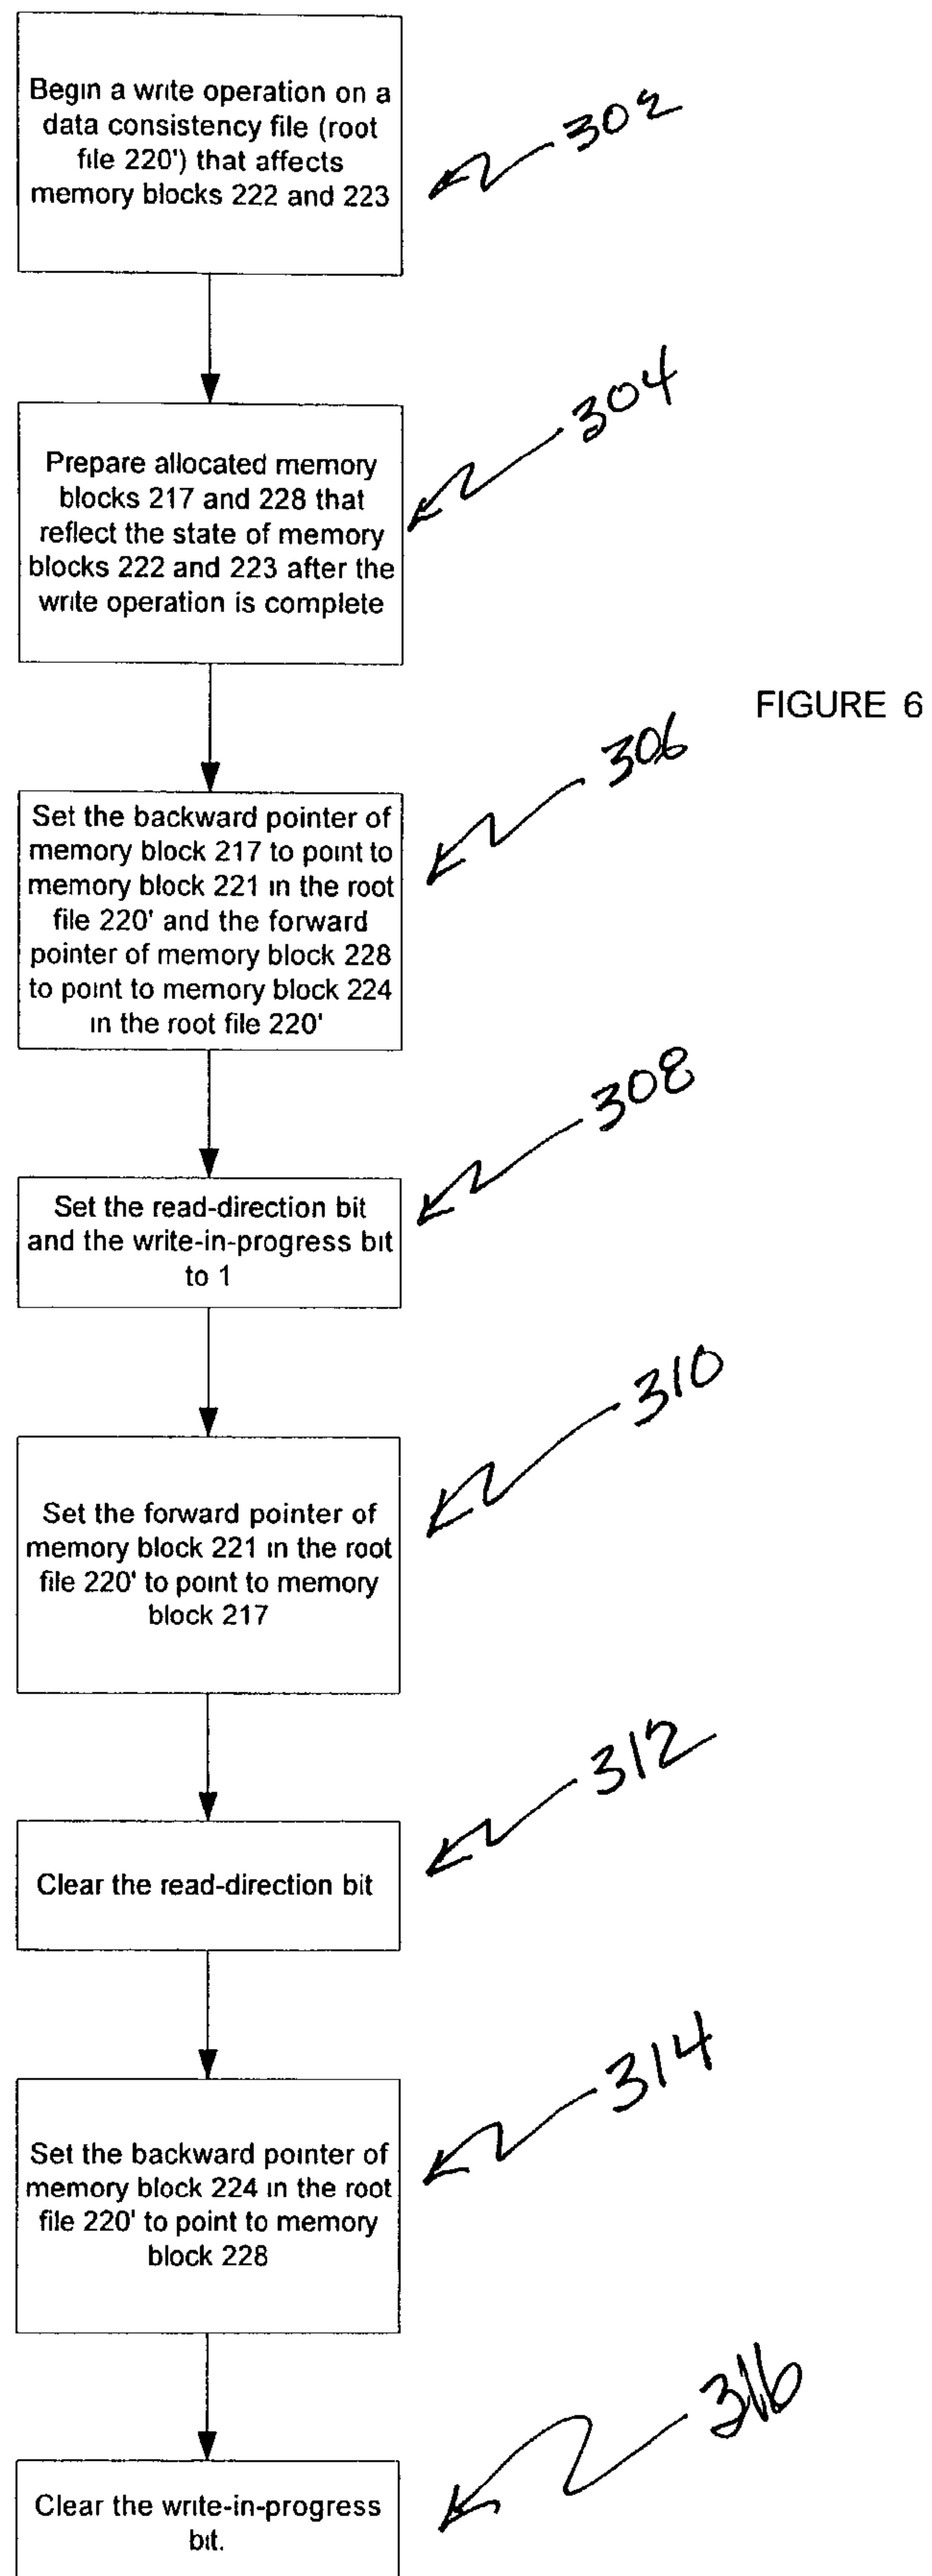 Begin a write operation on a
data consistency file (root
file 220') that affects
memory blocks 222 and 223
302
Prepare allocated memory
blocks 217 and 228 that
reflect the state of memory
blocks 222 and 223 after the
write operation is complete
304
FIGURE 6
Set the backward pointer of
memory block 217 to point to
memory block 221 in the root
file 220' and the forward
pointer of memory block 228
to point to memory block 224
in the root file 220'
306
Set the read-direction bit
and the write-in-progress bit
to 1
308
Set the forward pointer of
memory block 221 in the root
file 220' to point to memory
block 217
310
Clear the read-direction bit
312
Set the backward pointer of
memory block 224 in the root
file 220' to point to memory
block 228
314
Clear the write-in-progress
bit.
316